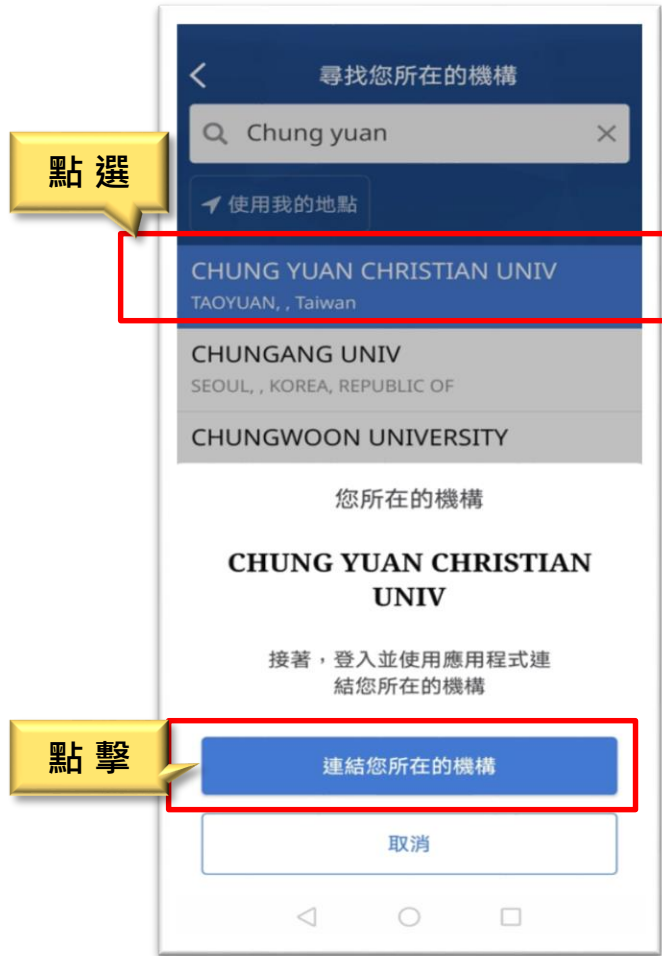 尋找您所在的機構
Chung yuan
點選
使用我的地點
CHUNG YUAN CHRISTIAN UNIV
TAOYUAN, , Taiwan
CHUNGANG UNIV
SEOUL, , KOREA, REPUBLIC OF
CHUNGWOON UNIVERSITY
您所在的機構
CHUNG YUAN CHRISTIAN
UNIV
接著，登入並使用應用程式連
結您所在的機構
點擊
連結您所在的機構
取消